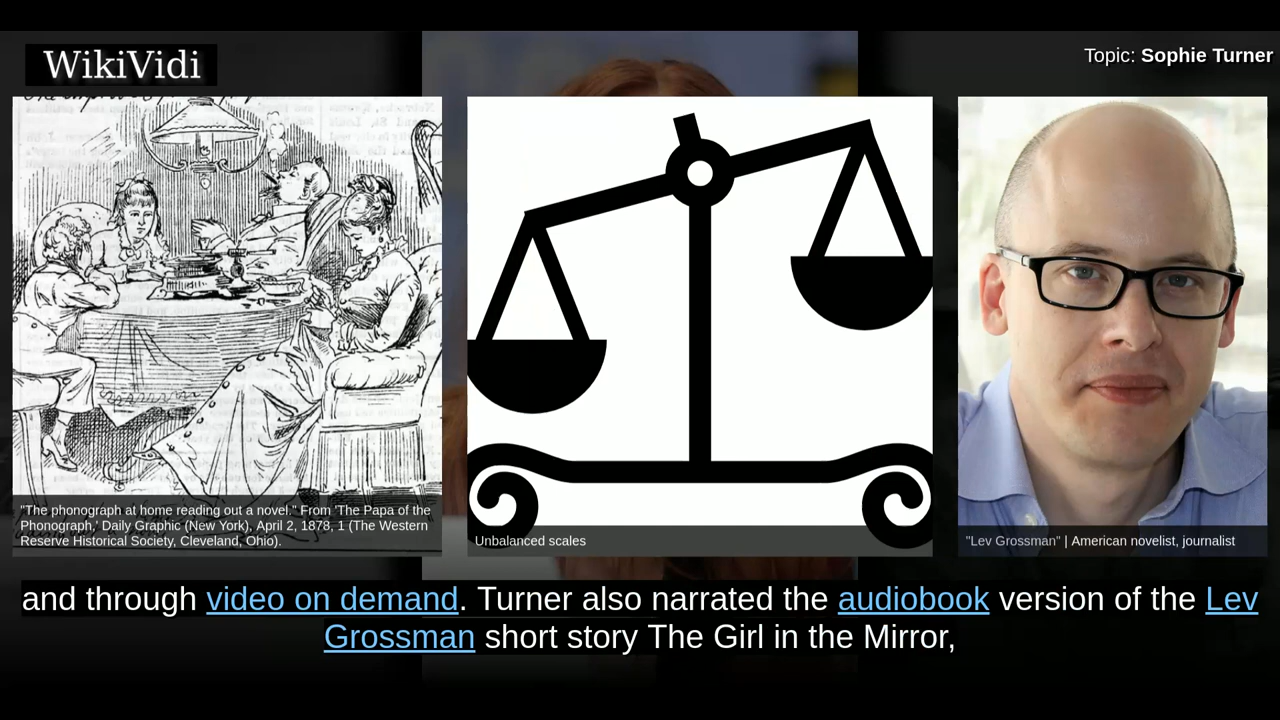 WikiVidi
Topic: Sophie Turner
"The phonograph at home reading out a novel." From 'The Papa of the
Phonograph,' Daily Graphic (New York), April 2, 1878, 1 (The Western
Reserve Historical Society, Cleveland, Ohio).
Unbalanced scales
"Lev Grossman" | American novelist, journalist
and through video on demand. Turner also narrated the audiobook version of the Lev
Grossman short story The Girl in the Mirror,